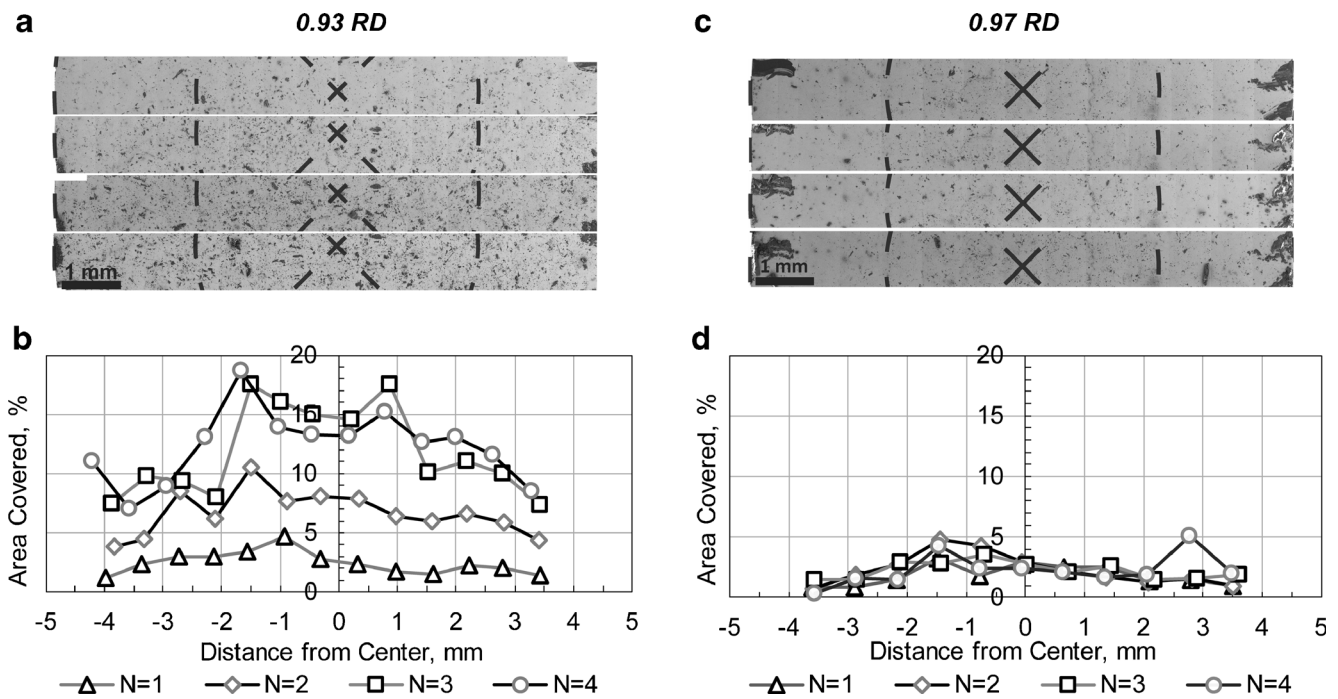 a
0.93 RD
1 mm
c
0.97 RD
1 mm
b
20
15
10
5
0
-5 -4 -3 -2 -1 0 1 2 3 4 5
Area Covered, %
Distance from Center, mm
N=1 N=2 N=3 N=4
d
20
15
10
5
0
-5 -4 -3 -2 -1 0 1 2 3 4 5
Area Covered, %
Distance from Center, mm
N=1 N=2 N=3 N=4